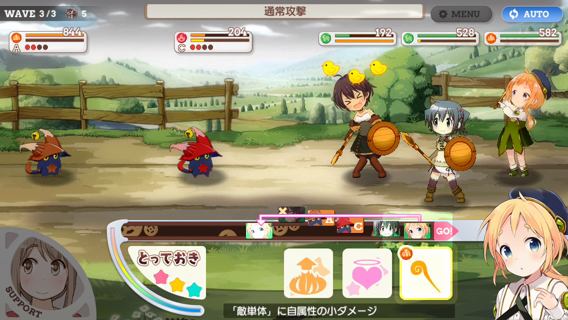 WAVE 3/3 5
通常攻撃
MENU
AUTO
844
A
204
C
192
528
582
A
C
GO!
とっておき
SUPPORT
「敵単体」に自属性の小ダメージ